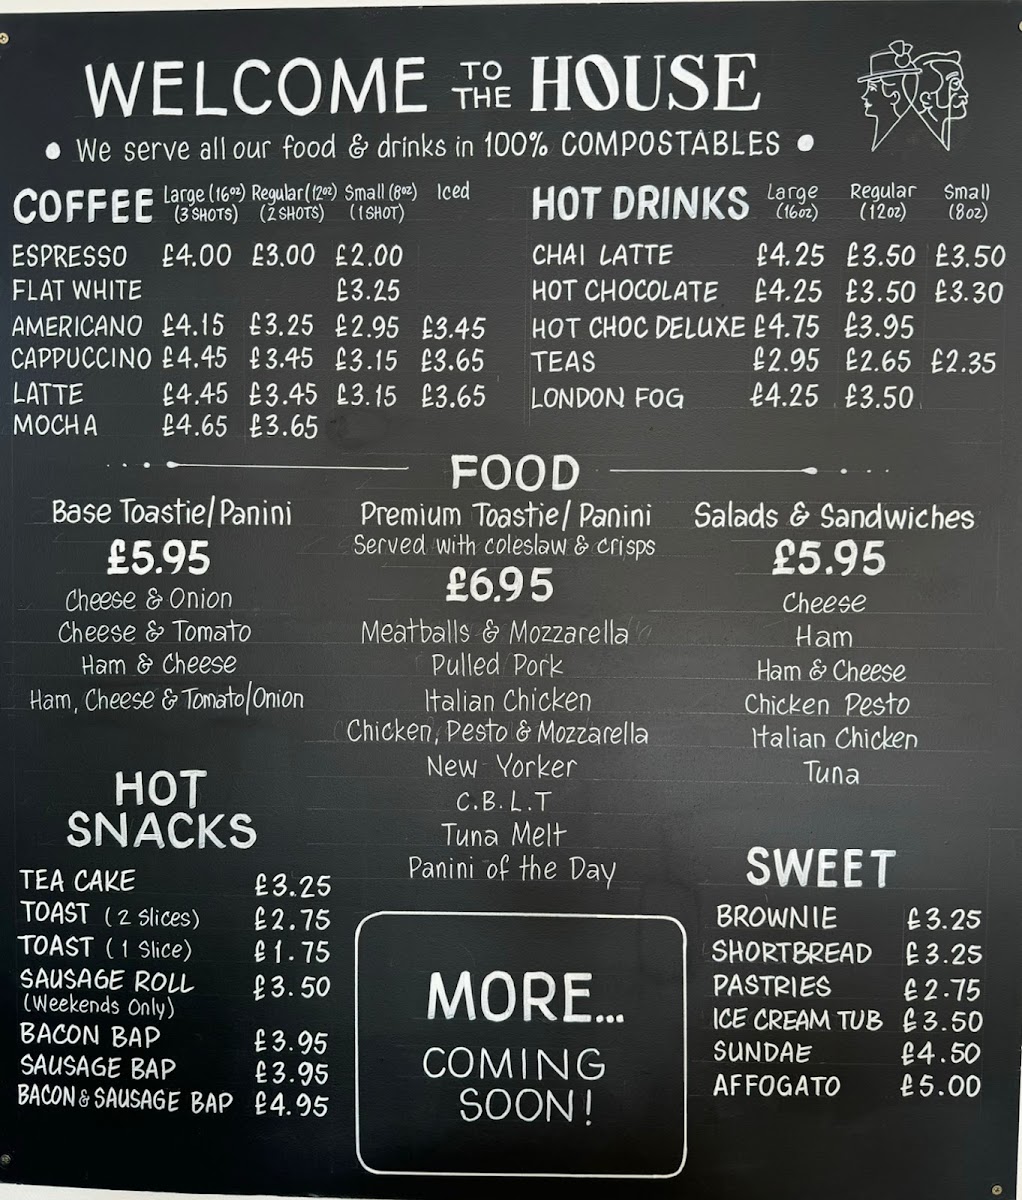 WELCOME TO THE HOUSE
• We serve all our food & drinks in 100% COMPOSTABLES •
COFFEE Large (16oz) (3 SHOTS) Regular (12oz) (2 SHOTS) Small (8oz) (1 SHOT) Iced
ESPRESSO £4.00 £3.00 £2.00
FLAT WHITE £3.25
AMERICANO £4.15 £3.25 £2.95 £3.45
CAPPUCCINO £4.45 £3.45 £3.15 £3.65
LATTE £4.45 £3.45 £3.15 £3.65
MOCHA £4.65 £3.65
HOT DRINKS Large (16oz) Regular (12oz) Small (8oz)
CHAI LATTE £4.25 £3.50 £3.50
HOT CHOCOLATE £4.25 £3.50 £3.30
HOT CHOC DELUXE £4.75 £3.95
TEAS £2.95 £2.65 £2.35
LONDON FOG £4.25 £3.50
FOOD
Base Toastie/Panini
£5.95
Cheese & Onion
Cheese & Tomato
Ham & Cheese
Ham, Cheese & Tomato/Onion
Premium Toastie/Panini
Served with coleslaw & crisps
£6.95
Meatballs & Mozzarella
Pulled Pork
Italian Chicken
Chicken, Pesto & Mozzarella
New Yorker
C.B.L.T
Tuna Melt
Panini of the Day
Salads & Sandwiches
£5.95
Cheese
Ham
Ham & Cheese
Chicken Pesto
Italian Chicken
Tuna
HOT
SNACKS
TEA CAKE £3.25
TOAST (2 slices) £2.75
TOAST (1 slice) £1.75
SAUSAGE ROLL £3.50
(Weekends Only)
BACON BAP £3.95
SAUSAGE BAP £3.95
BACON & SAUSAGE BAP £4.95
MORE...
COMING
SOON!
SWEET
BROWNIE £3.25
SHORTBREAD £3.25
PASTRIES £2.75
ICE CREAM TUB £3.50
SUNDAE £4.50
AFFOGATO £5.00